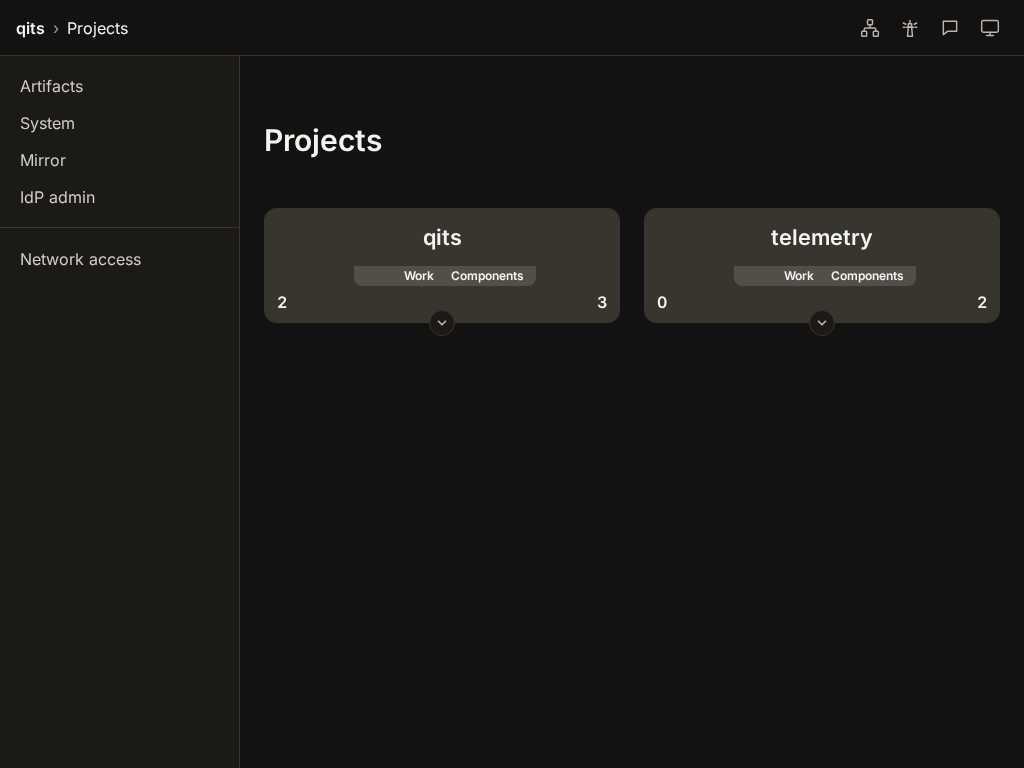 qits › Projects
Artifacts
System
Mirror
IdP admin
Network access
Projects
qits
Work Components
2 3
telemetry
Work Components
0 2